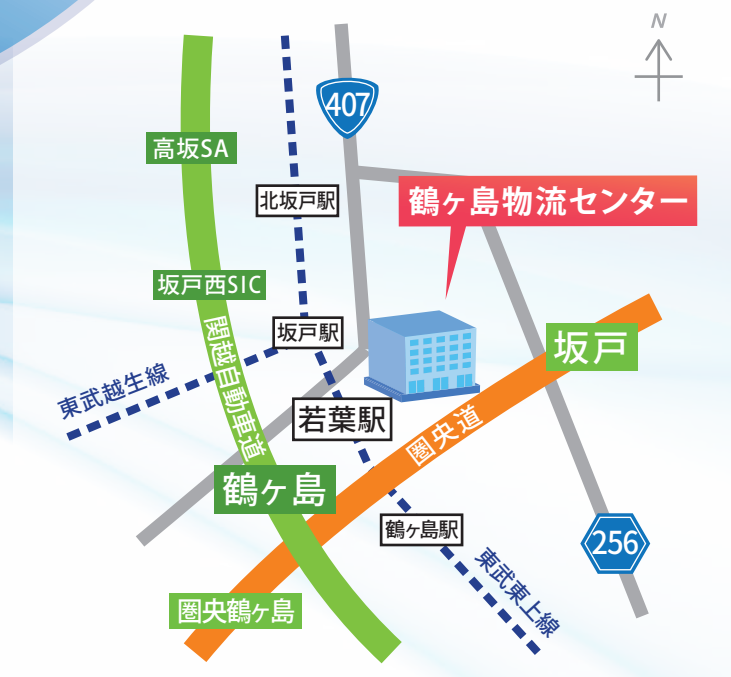 N
407
高坂SA
北坂戸駅
鶴ヶ島物流センター
坂戸西SIC
坂戸駅
関越自動車道
坂戸
東武越生線
若葉駅
圏央道
鶴ヶ島
鶴ヶ島駅
256
東武東上線
圏央鶴ヶ島